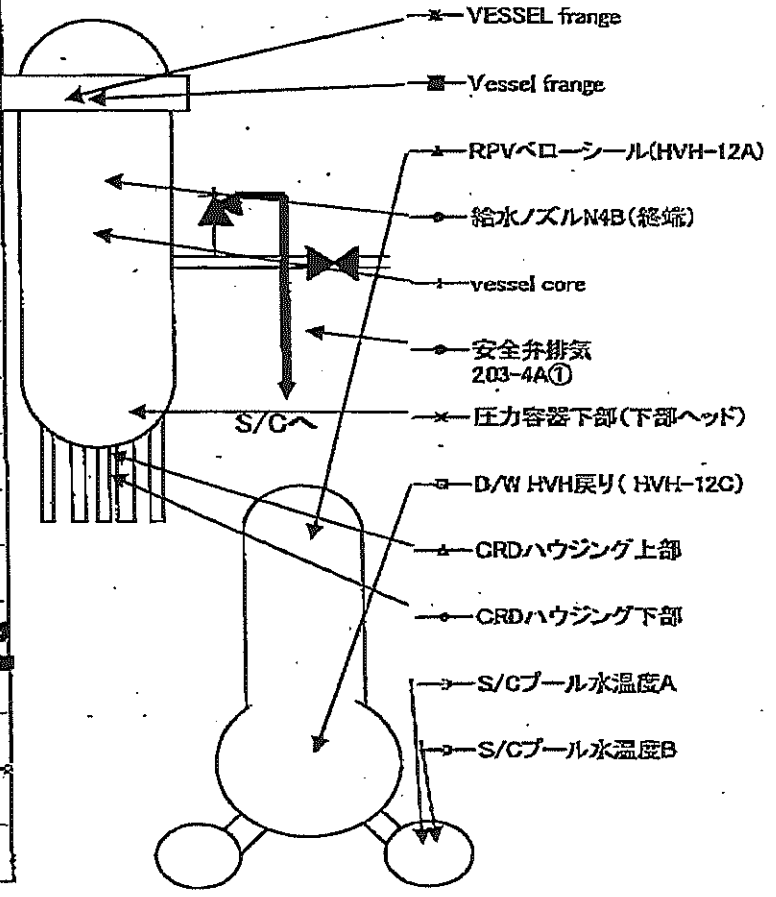 VESSEL frange
Vessel frange
RPVベローシール(HVH-12A)
給水ノズルN4B(終端)
vessel core
安全弁排気
203-4A①
S/Cへ
圧力容器下部(下部ヘッド)
D/W HVH戻り( HVH-12C)
CRDハウジング上部
CRDハウジング下部
S/Cプール水温度A
S/Cプール水温度B